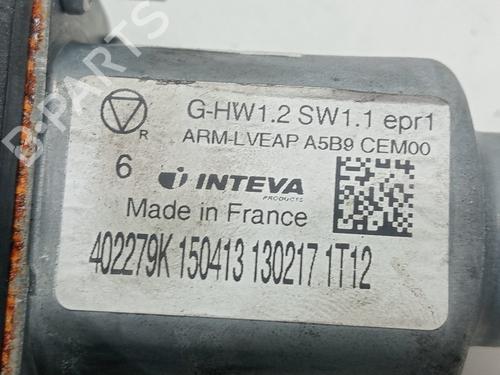 G-HW1.2 SW1.1 epr1
ARM-LVEAP A5B9 CEM00
R
6 INTEVA
PRODUCTS
Made in France
402279K 150413 130217 1T12
B-PARTS